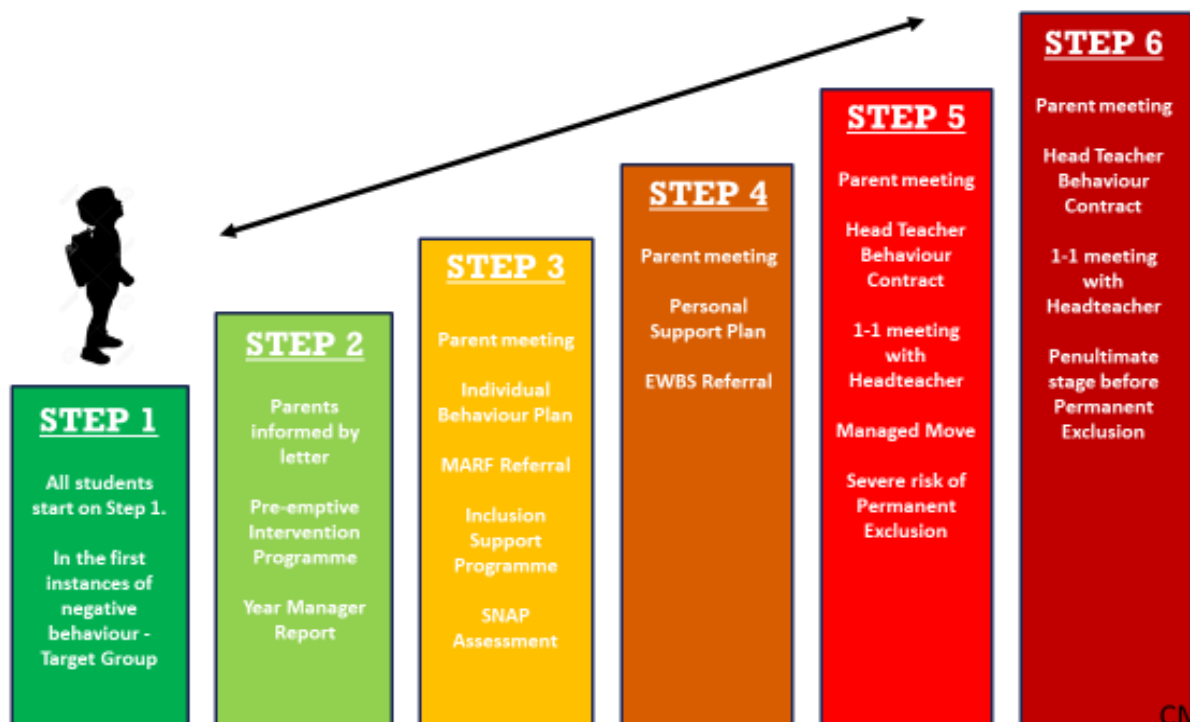 STEP 1
All students
start on Step 1.
In the first
instances of
negative
behaviour -
Target Group
STEP 2
Parents
informed by
letter
Pre-emptive
Intervention
Programme
Year Manager
Report
STEP 3
Parent meeting
Individual
Behaviour Plan
MARF Referral
Inclusion
Support
Programme
SNAP
Assessment
STEP 4
Parent meeting
Personal
Support Plan
EWBS Referral
STEP 5
Parent meeting
Head Teacher
Behaviour
Contract
1-1 meeting
with
Headteacher
Managed Move
Severe risk of
Permanent
Exclusion
STEP 6
Parent meeting
Head Teacher
Behaviour
Contract
1-1 meeting
with
Headteacher
Penultimate
stage before
Permanent
Exclusion